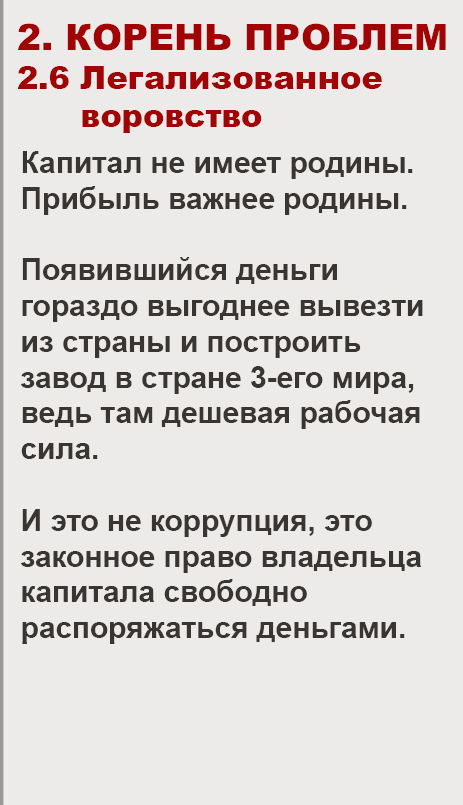 2. КОРЕНЬ ПРОБЛЕМ
2.6 Легализованное
воровство
Капитал не имеет родины.
Прибыль важнее родины.
Появившийся деньги
гораздо выгоднее вывезти
из страны и построить
завод в стране 3-его мира,
ведь там дешевая рабочая
сила.
И это не коррупция, это
законное право владельца
капитала свободно
распоряжаться деньгами.